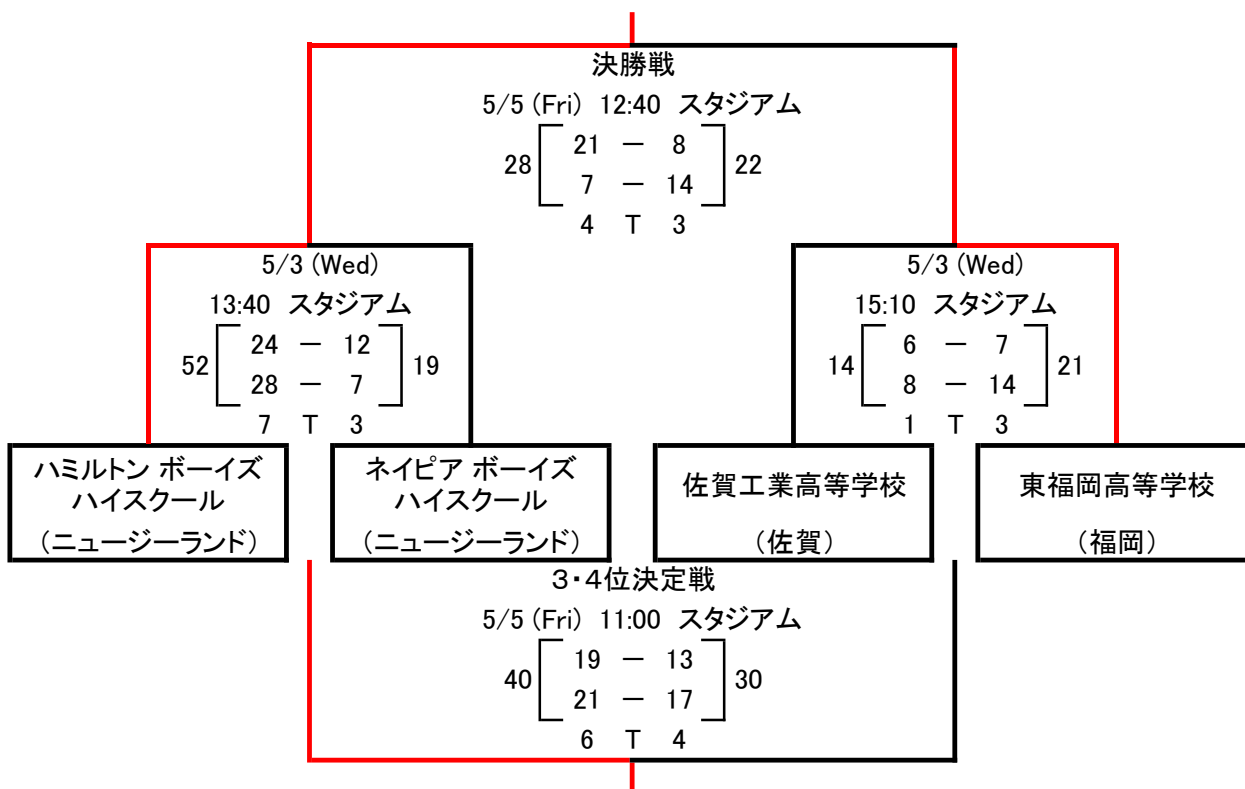 決勝戦
5/5 (Fri) 12:40 スタジアム
21 － 8
28 22
7 － 14
4 T 3
5/3 (Wed)
13:40 スタジアム
24 － 12
52 19
28 － 7
7 T 3
5/3 (Wed)
15:10 スタジアム
6 － 7
14 21
8 － 14
1 T 3
ハミルトン ボーイズ
ハイスクール
（ニュージーランド）
ネイピア ボーイズ
ハイスクール
（ニュージーランド）
佐賀工業高等学校
（佐賀）
東福岡高等学校
（福岡）
３・４位決定戦
5/5 (Fri) 11:00 スタジアム
19 － 13
40 30
21 － 17
6 T 4